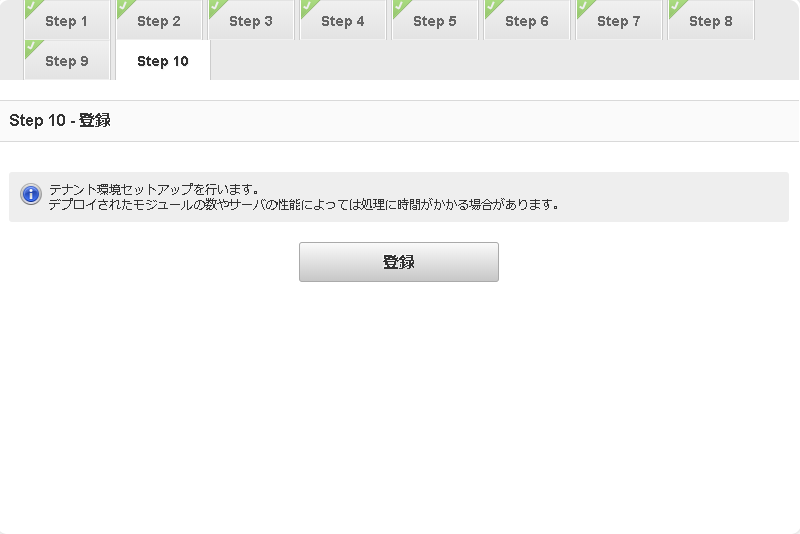 Step 1 Step 2 Step 3 Step 4 Step 5 Step 6 Step 7 Step 8
Step 9 Step 10
Step 10 - 登録
テナント環境セットアップを行います。
デプロイされたモジュールの数やサーバの性能によっては処理に時間がかかる場合があります。
登録